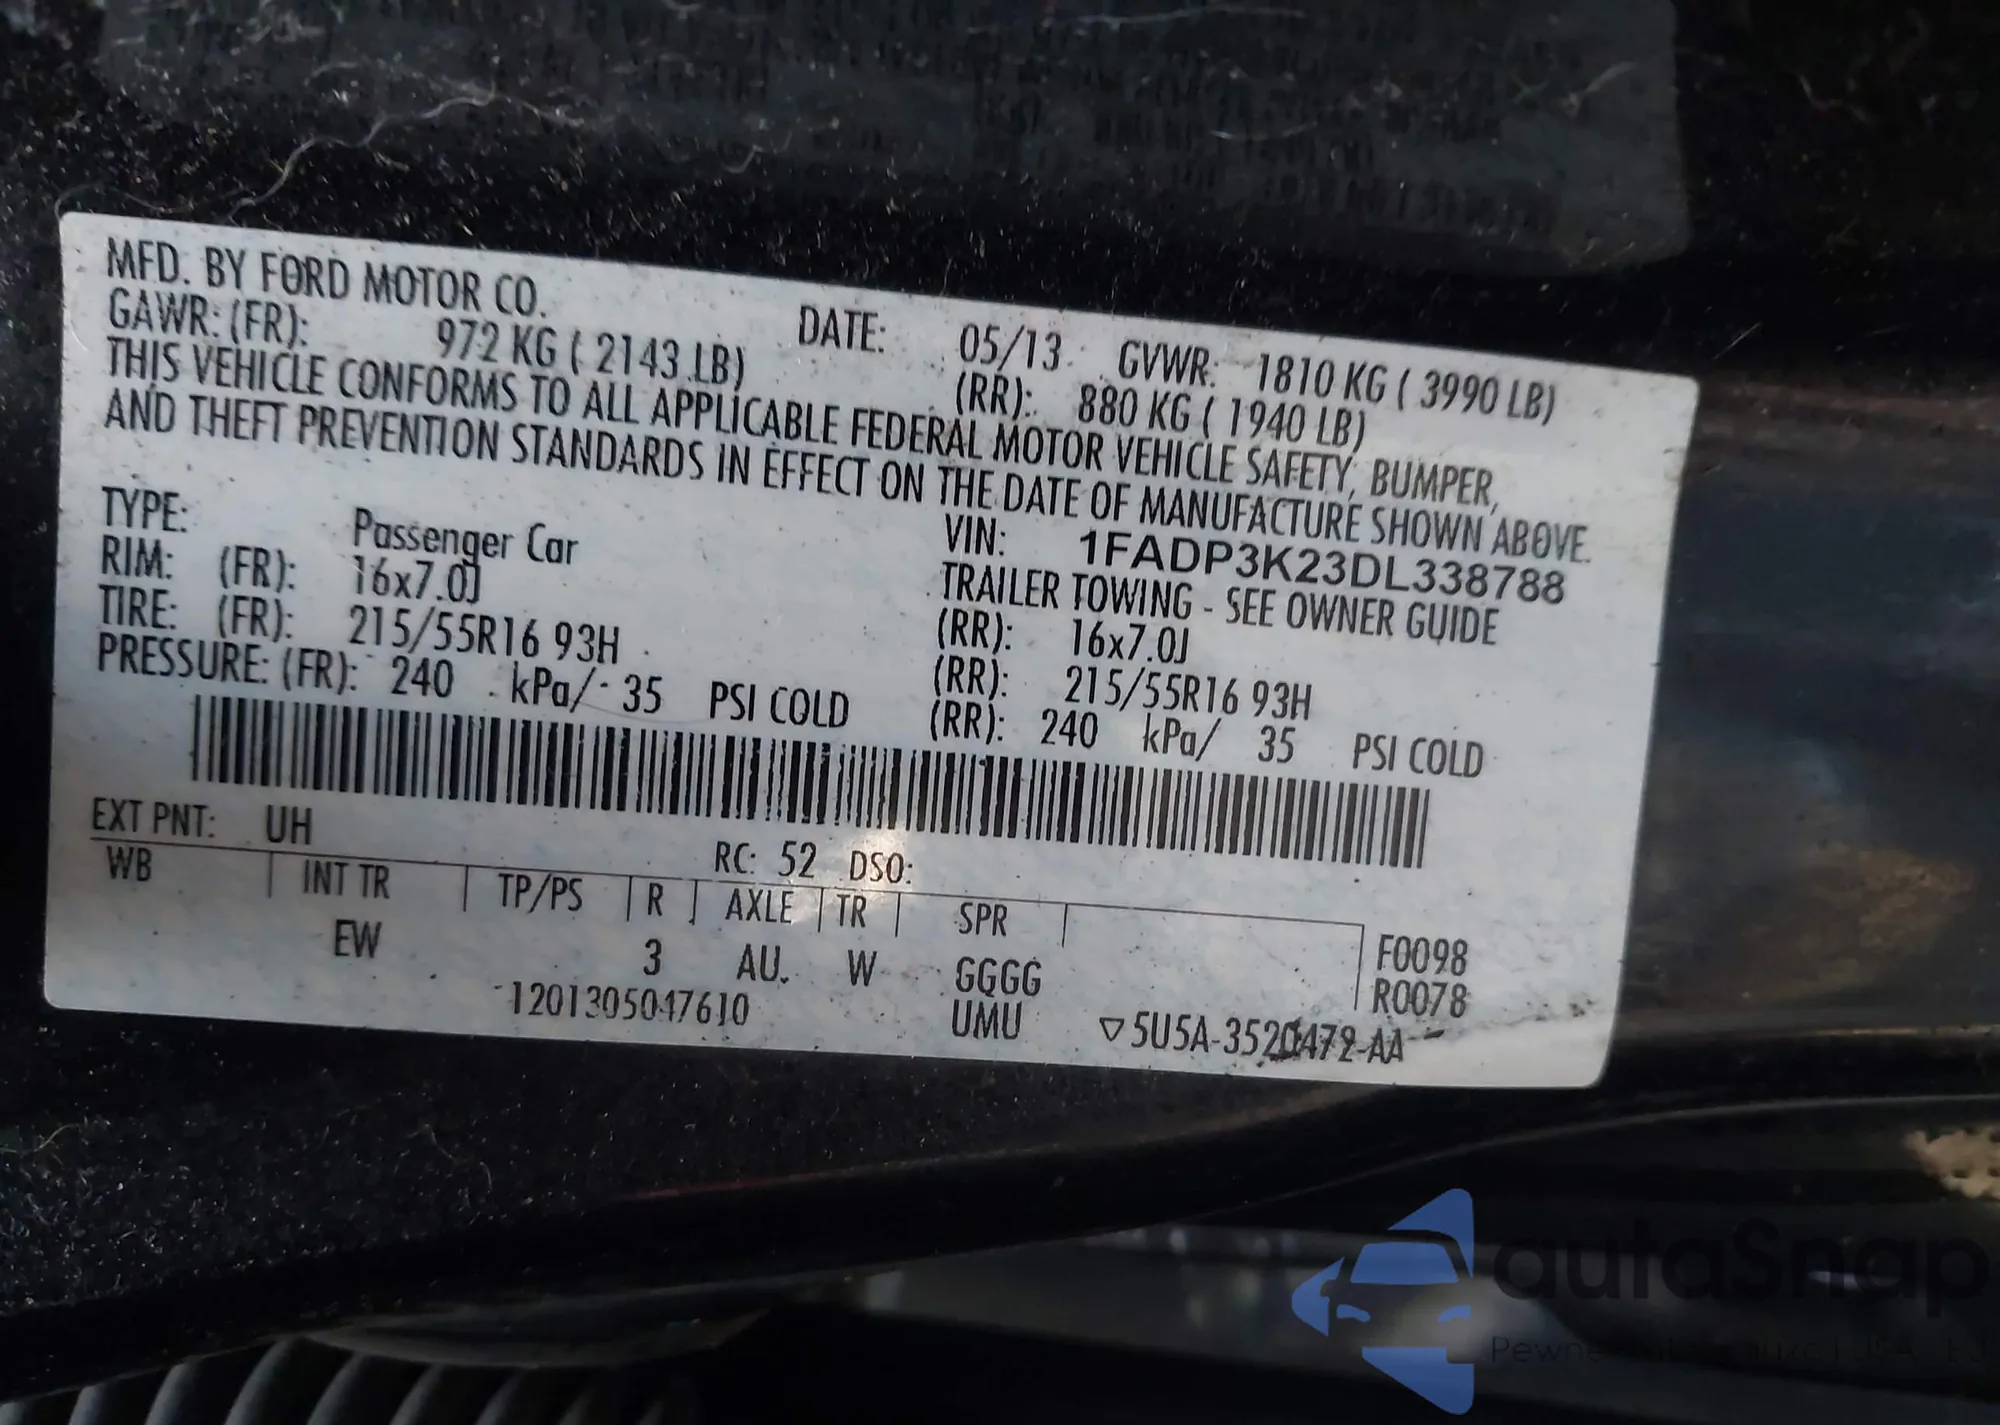 MFD. BY FORD MOTOR CO. DATE: 05/13 GVWR: 1810 KG ( 3990 LB)
GAWR: (FR): 972 KG ( 2143 LB) (RR): 880 KG ( 1940 LB)
THIS VEHICLE CONFORMS TO ALL APPLICABLE FEDERAL MOTOR VEHICLE SAFETY, BUMPER,
AND THEFT PREVENTION STANDARDS IN EFFECT ON THE DATE OF MANUFACTURE SHOWN ABOVE.
VIN: 1FADP3K23DL338788
TYPE: Passenger Car TRAILER TOWING - SEE OWNER GUIDE
RIM: (FR): 16x7.0J (RR): 16x7.0J
TIRE: (FR): 215/55R16 93H (RR): 215/55R16 93H
PRESSURE: (FR): 240 kPa/ 35 PSI COLD (RR): 240 kPa/ 35 PSI COLD
EXT PNT: UH RC: 52 DSO:
WB INT TR TP/PS R AXLE TR SPR
EW 3 AU W GGGG F0098
1201305047610 UMU R0078
▽5U5A-3520472-AA
autaSnap